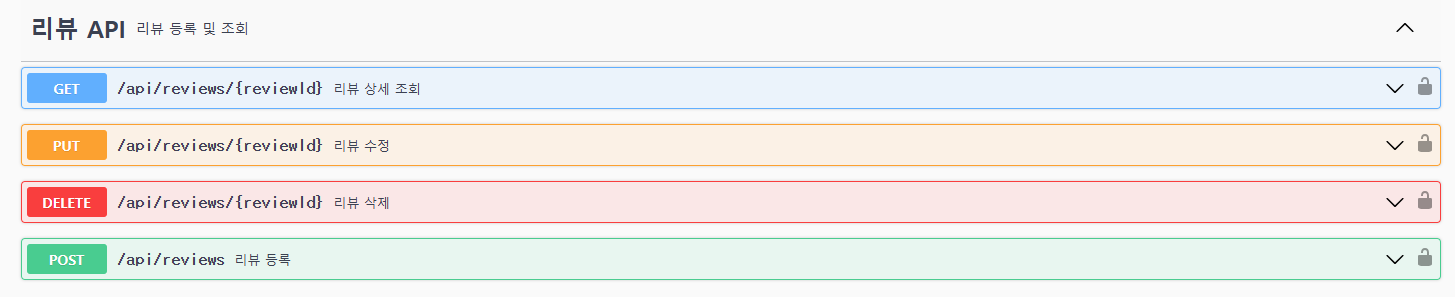 리뷰 API 리뷰 등록 및 조회
GET /api/reviews/{reviewId} 리뷰 상세 조회
PUT /api/reviews/{reviewId} 리뷰 수정
DELETE /api/reviews/{reviewId} 리뷰 삭제
POST /api/reviews 리뷰 등록